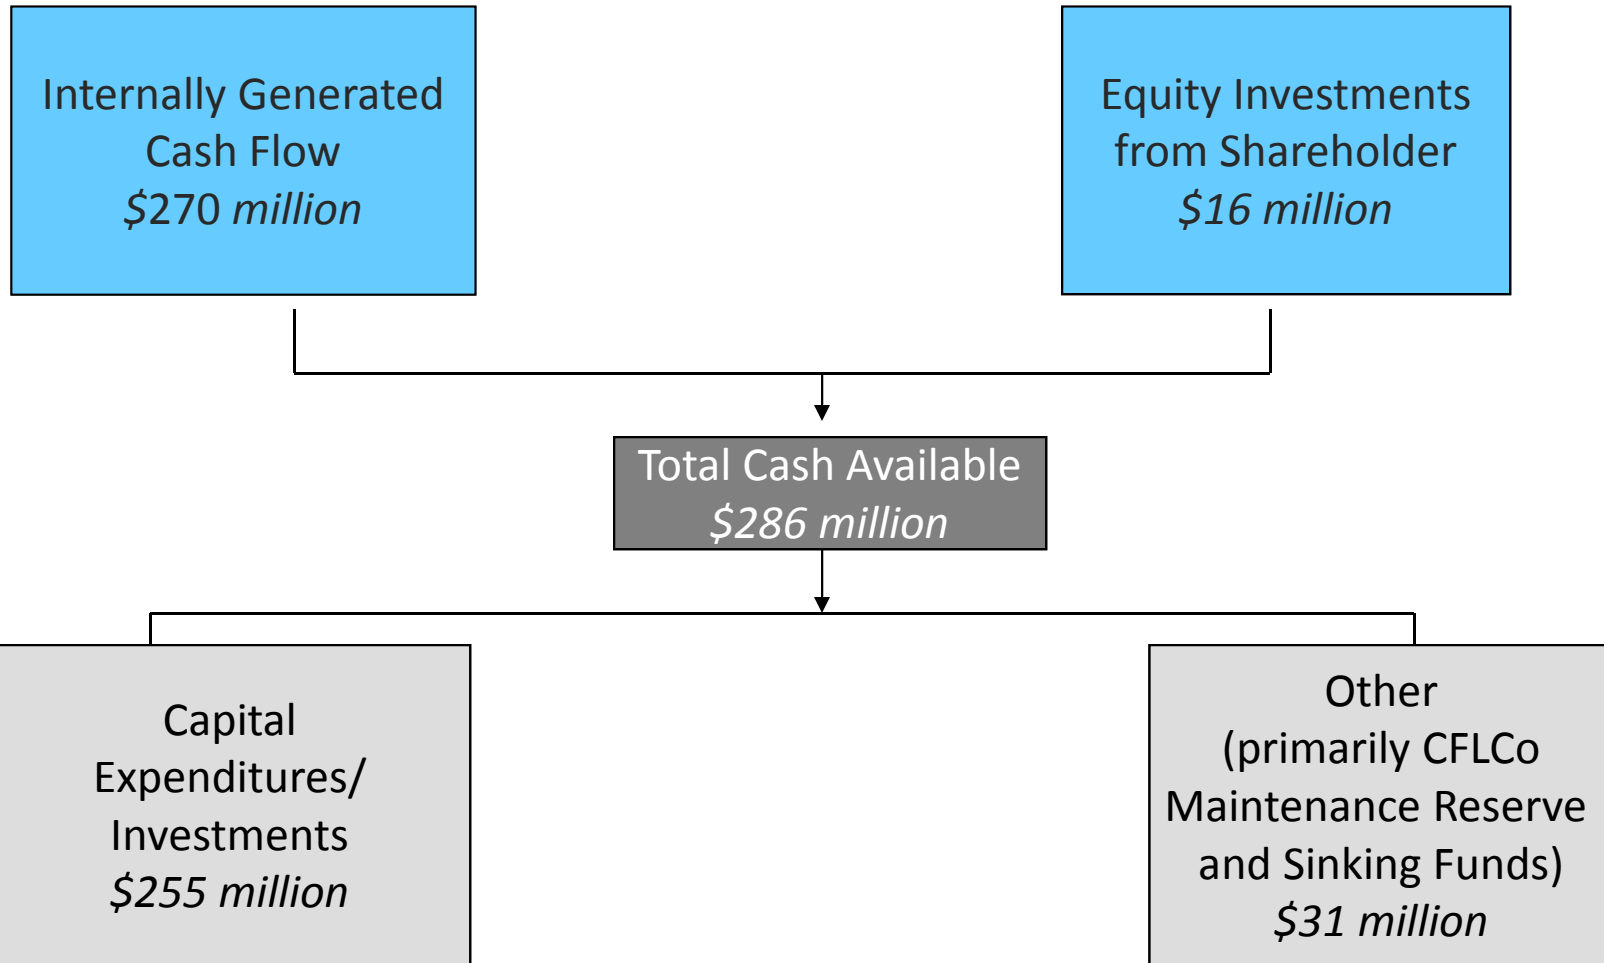 Internally Generated
Cash Flow
$270 million
Equity Investments
from Shareholder
$16 million
Total Cash Available
$286 million
Capital
Expenditures/
Investments
$255 million
Other
(primarily CFLCo
Maintenance Reserve
and Sinking Funds)
$31 million